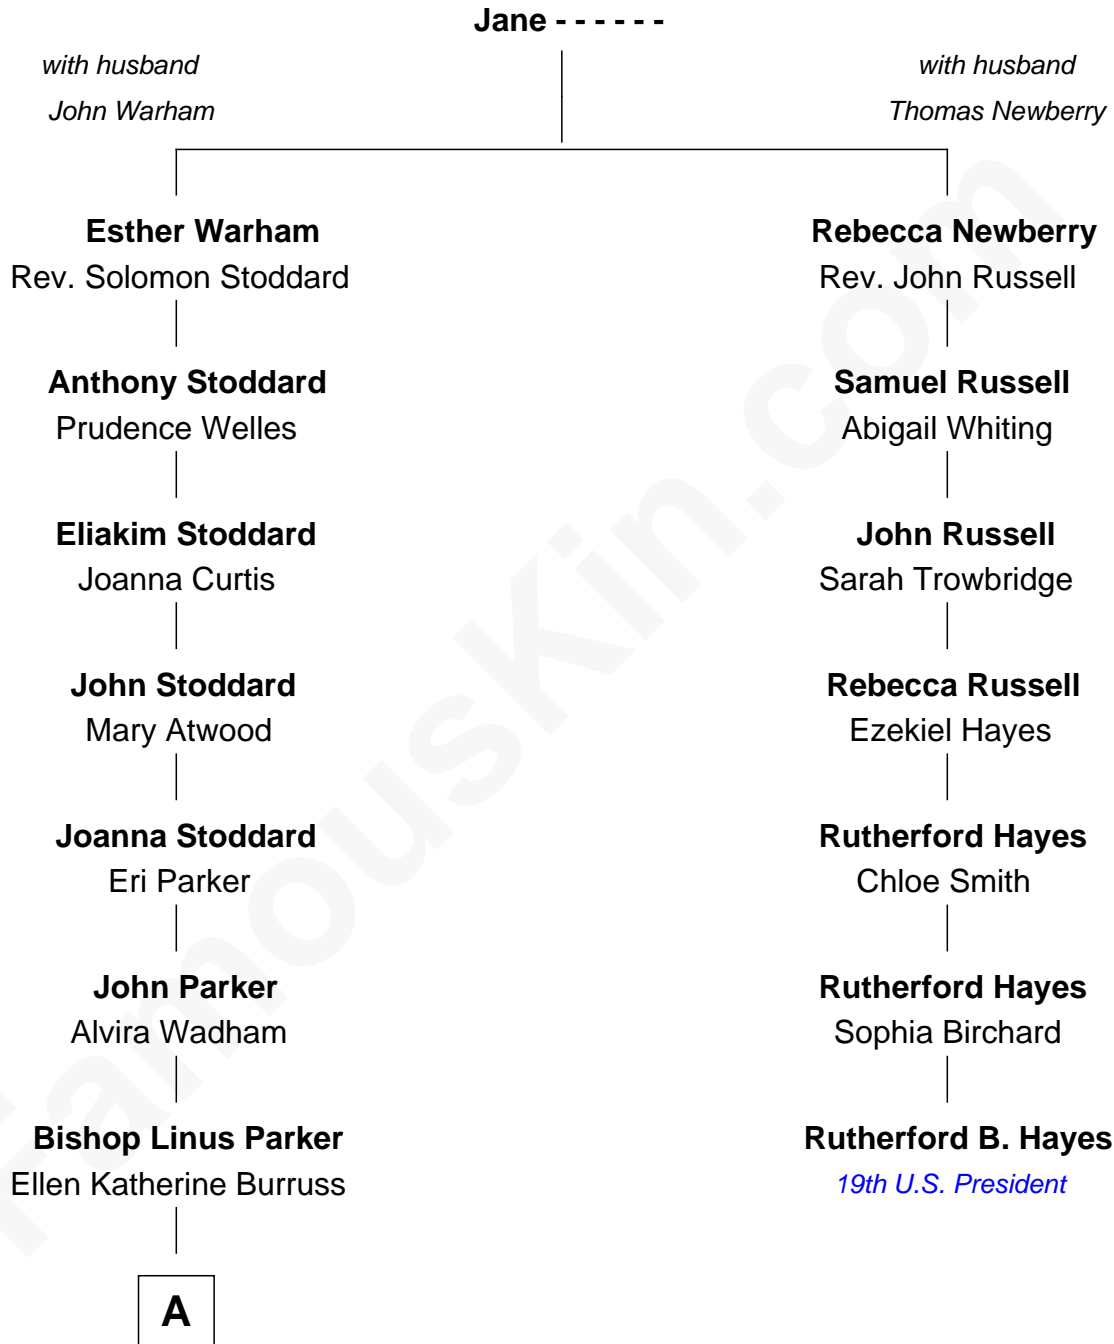 Jane - - - - - -
with husband
John Warham
with husband
Thomas Newberry
Esther Warham
Rev. Solomon Stoddard
Rebecca Newberry
Rev. John Russell
Anthony Stoddard
Prudence Welles
Samuel Russell
Abigail Whiting
Eliakim Stoddard
Joanna Curtis
John Russell
Sarah Trowbridge
John Stoddard
Mary Atwood
Rebecca Russell
Ezekiel Hayes
Joanna Stoddard
Eri Parker
Rutherford Hayes
Chloe Smith
John Parker
Alvira Wadham
Rutherford Hayes
Sophia Birchard
Bishop Linus Parker
Ellen Katherine Burruss
Rutherford B. Hayes
19th U.S. President
A
FamousKin.com